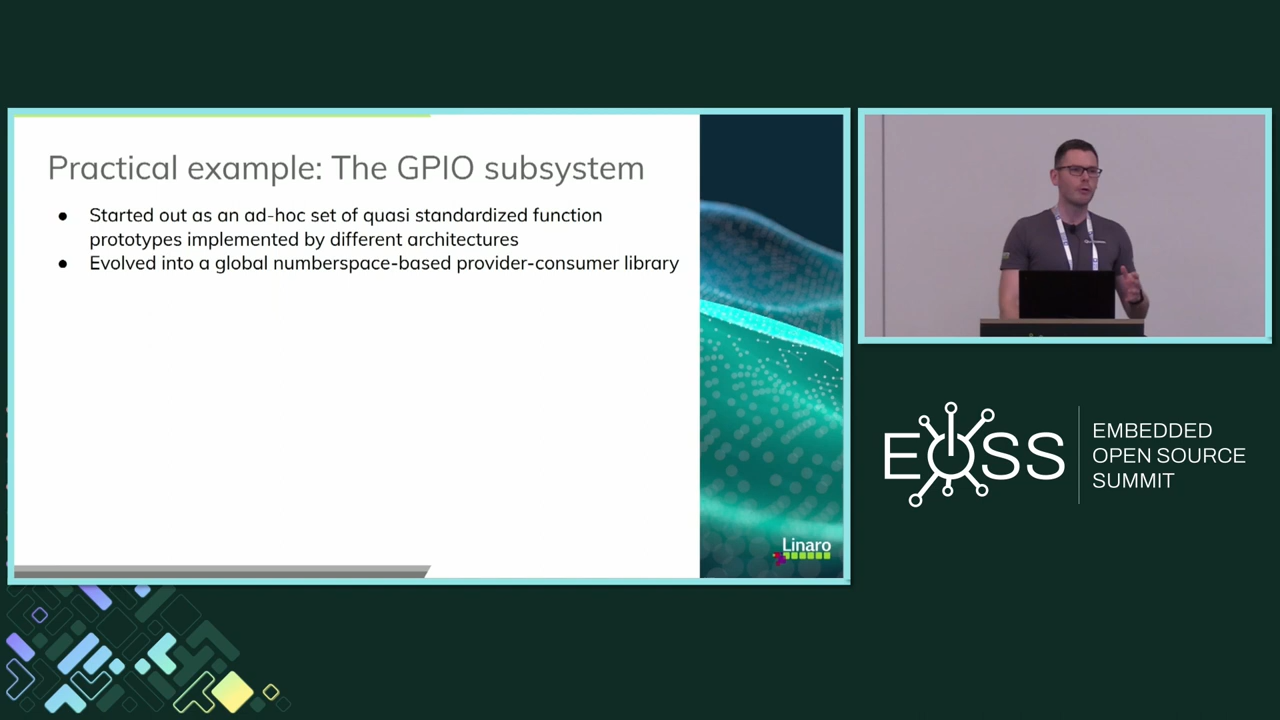 Practical example: The GPIO subsystem
● Started out as an ad-hoc set of quasi standardized function
prototypes implemented by different architectures
● Evolved into a global numberspace-based provider-consumer library
Linaro
EOSS
EMBEDDED
OPEN SOURCE
SUMMIT